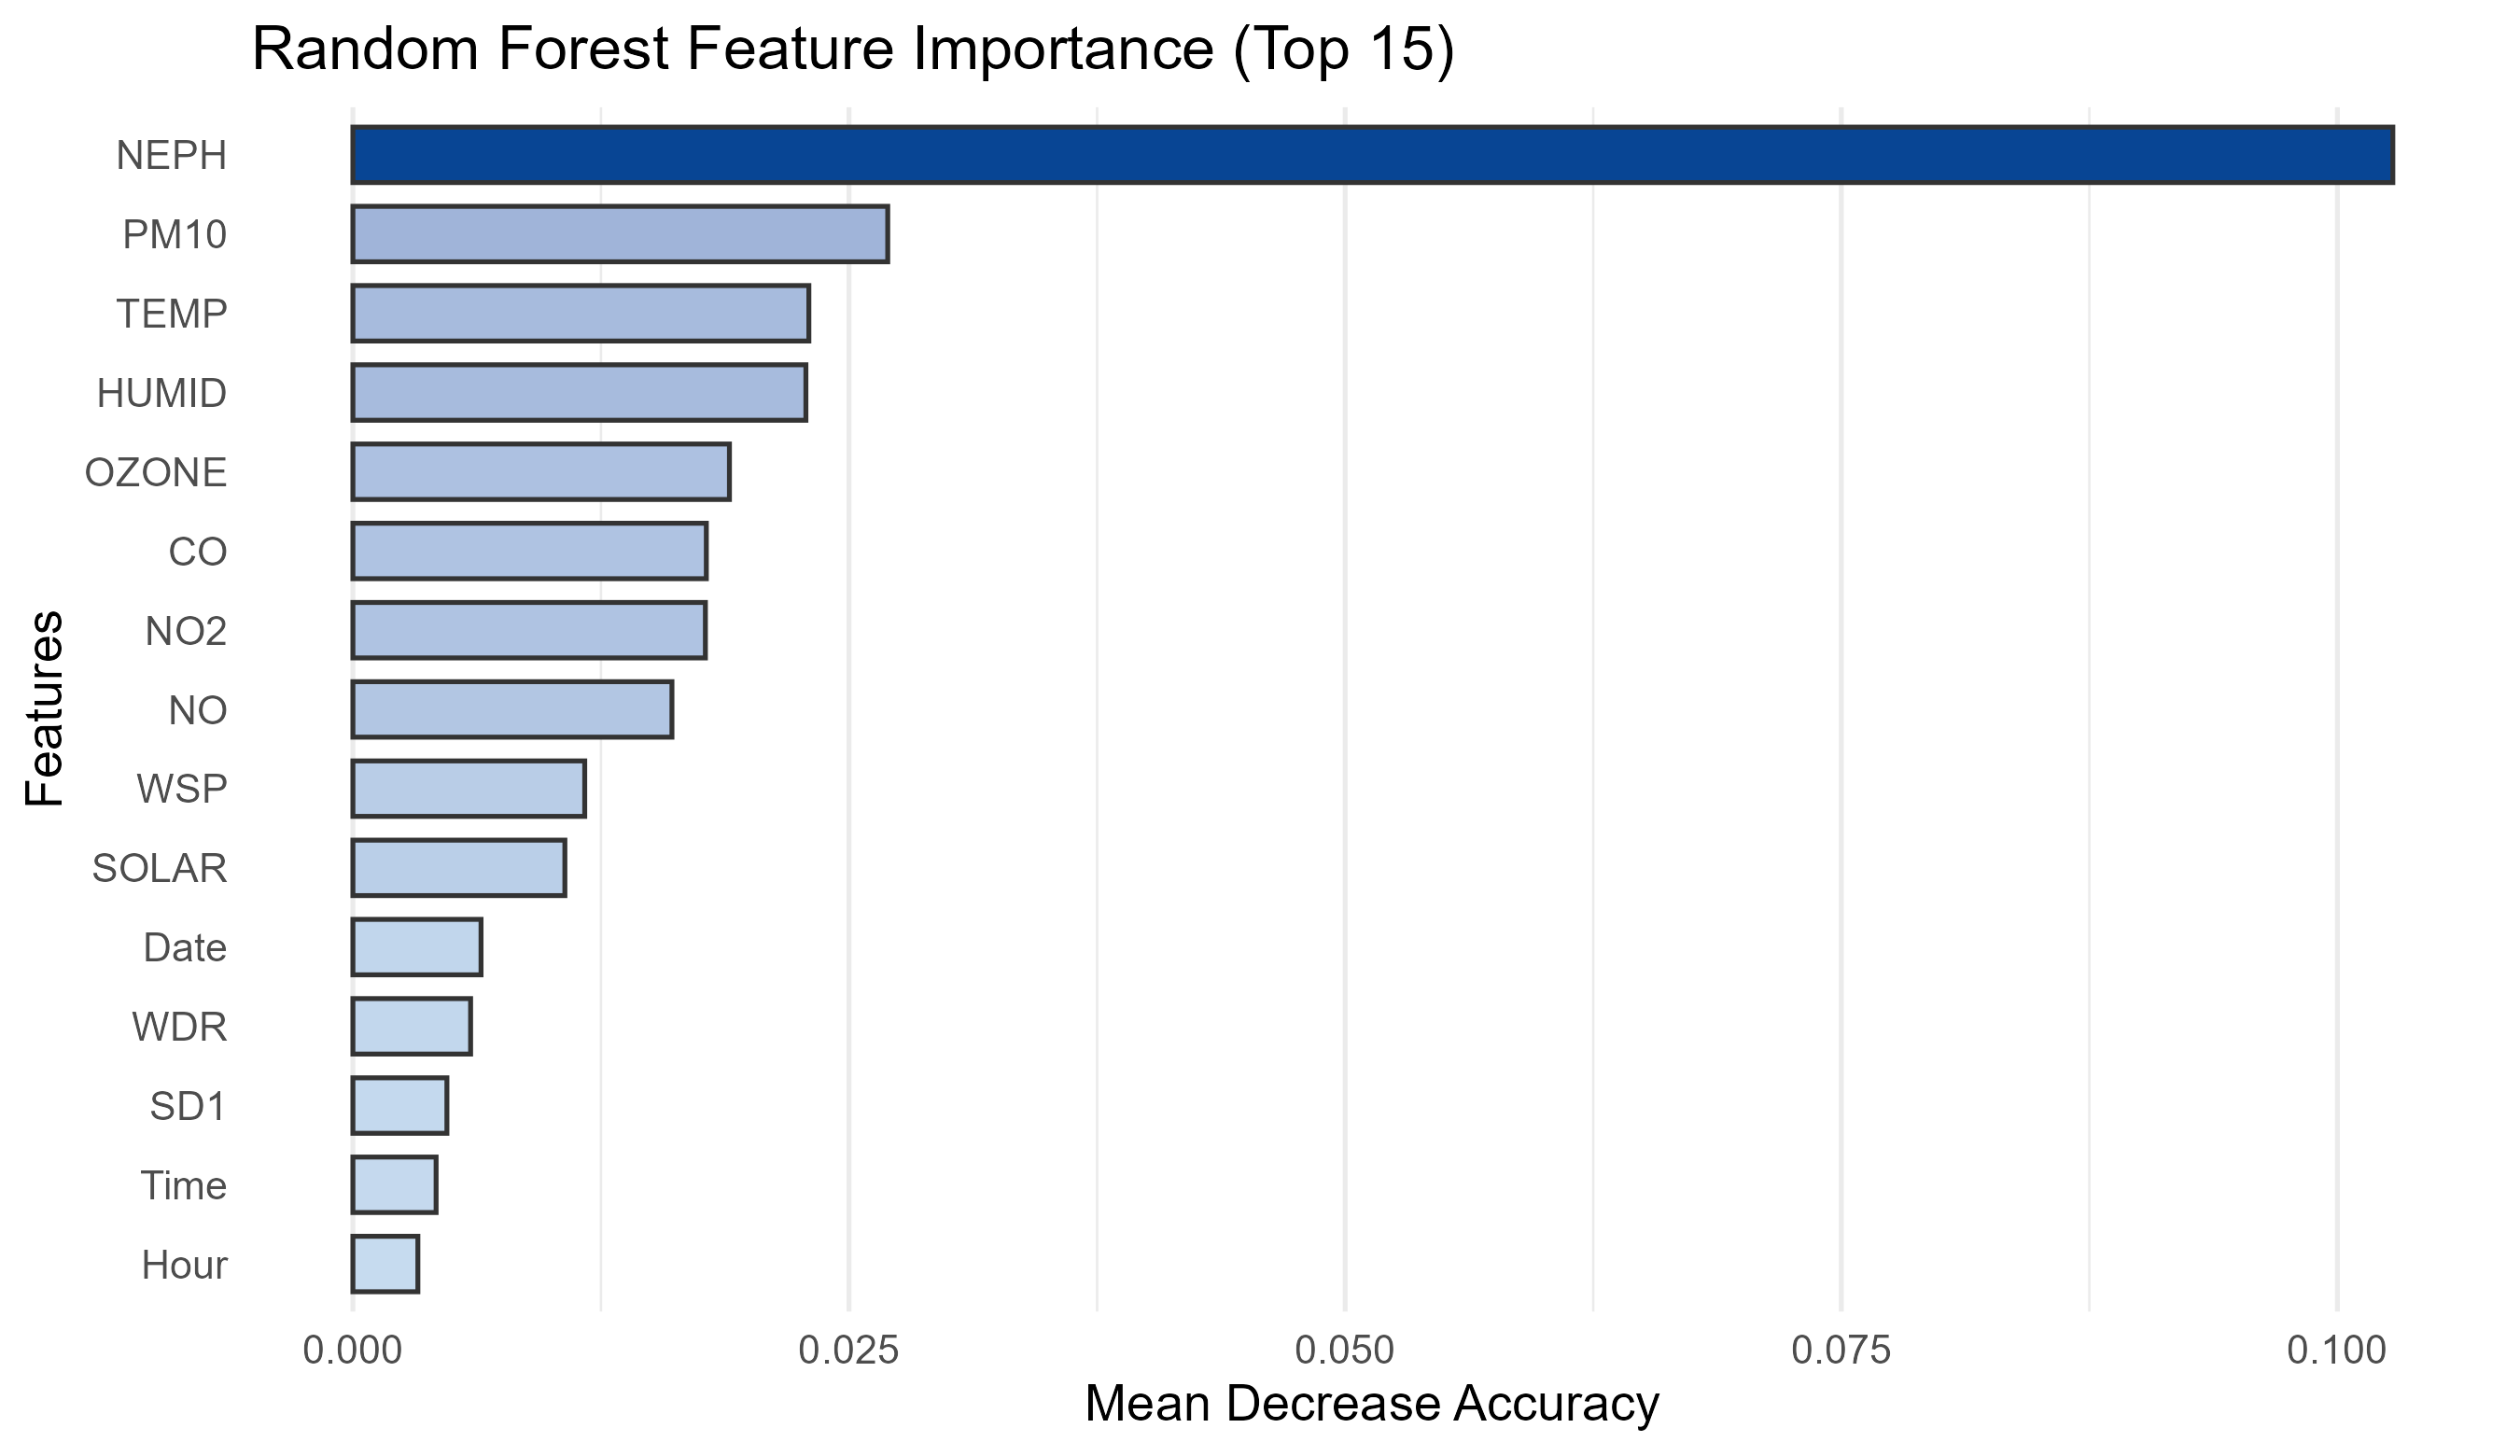 Random Forest Feature Importance (Top 15)
NEPH
PM10
TEMP
HUMID
OZONE
CO
NO2
NO
WSP
SOLAR
Date
WDR
SD1
Time
Hour
Features
0.000 0.025 0.050 0.075 0.100
Mean Decrease Accuracy